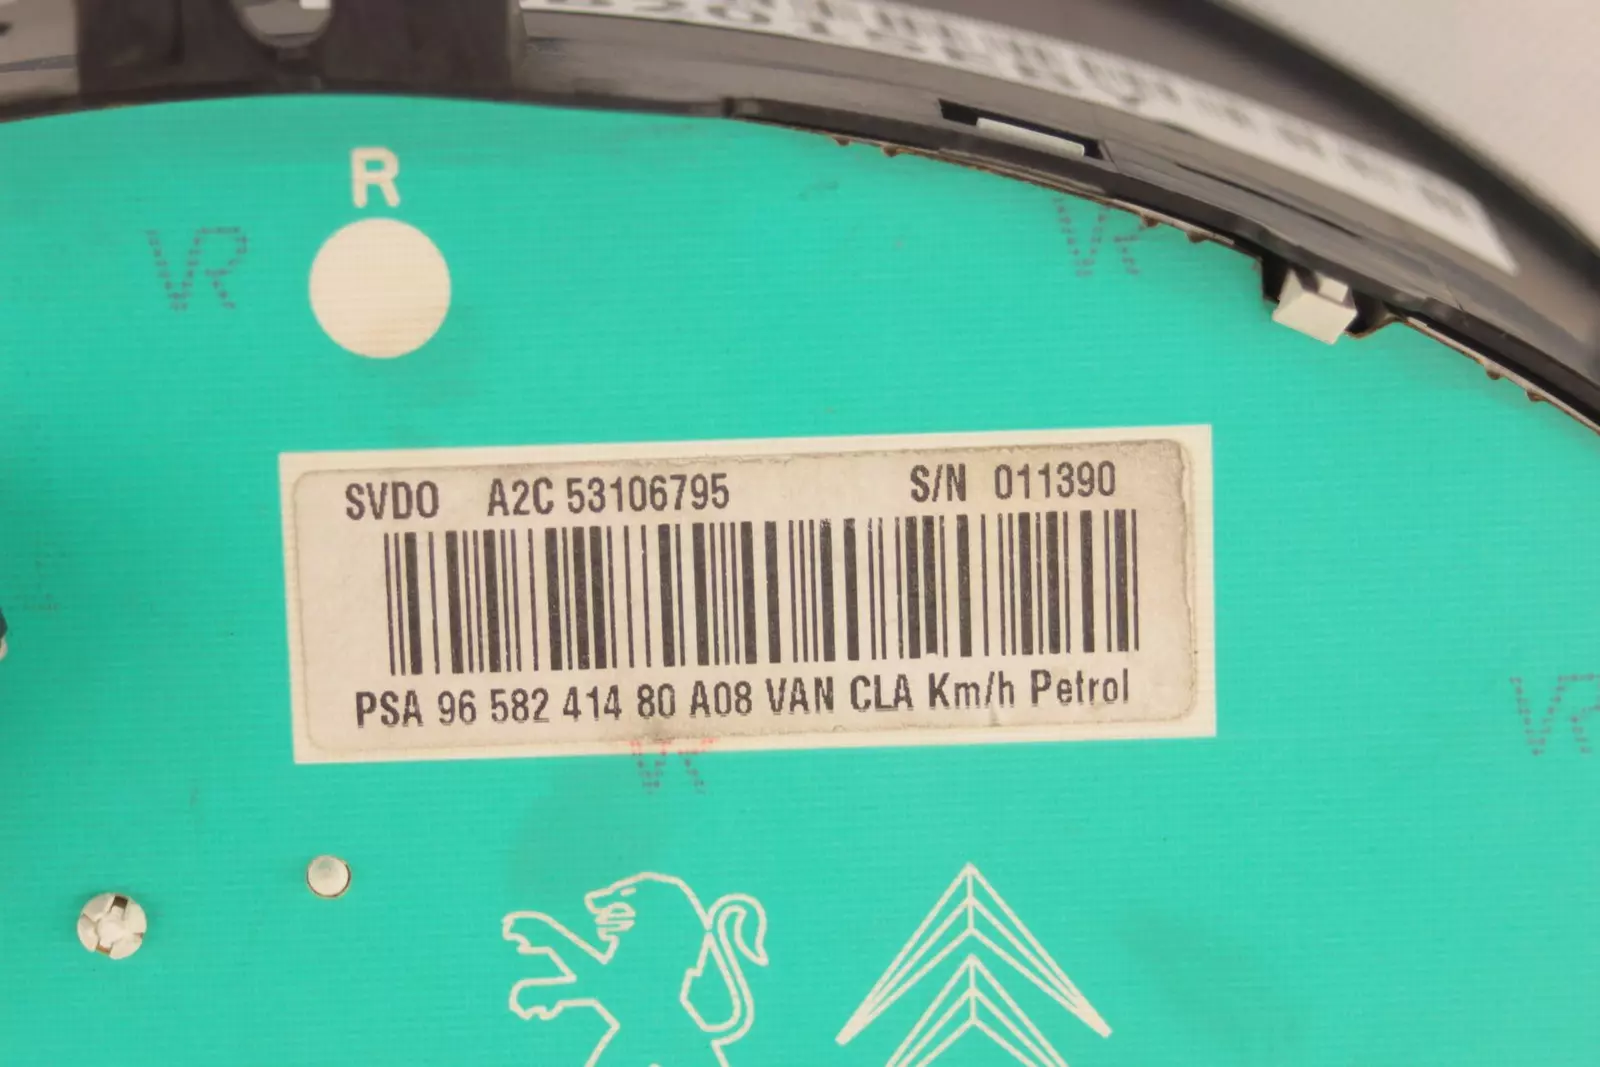 R
VR
VR
SVDO A2C 53106795 S/N 011390
PSA 96 582 414 80 A08 VAN CLA Km/h Petrol
VR
VR